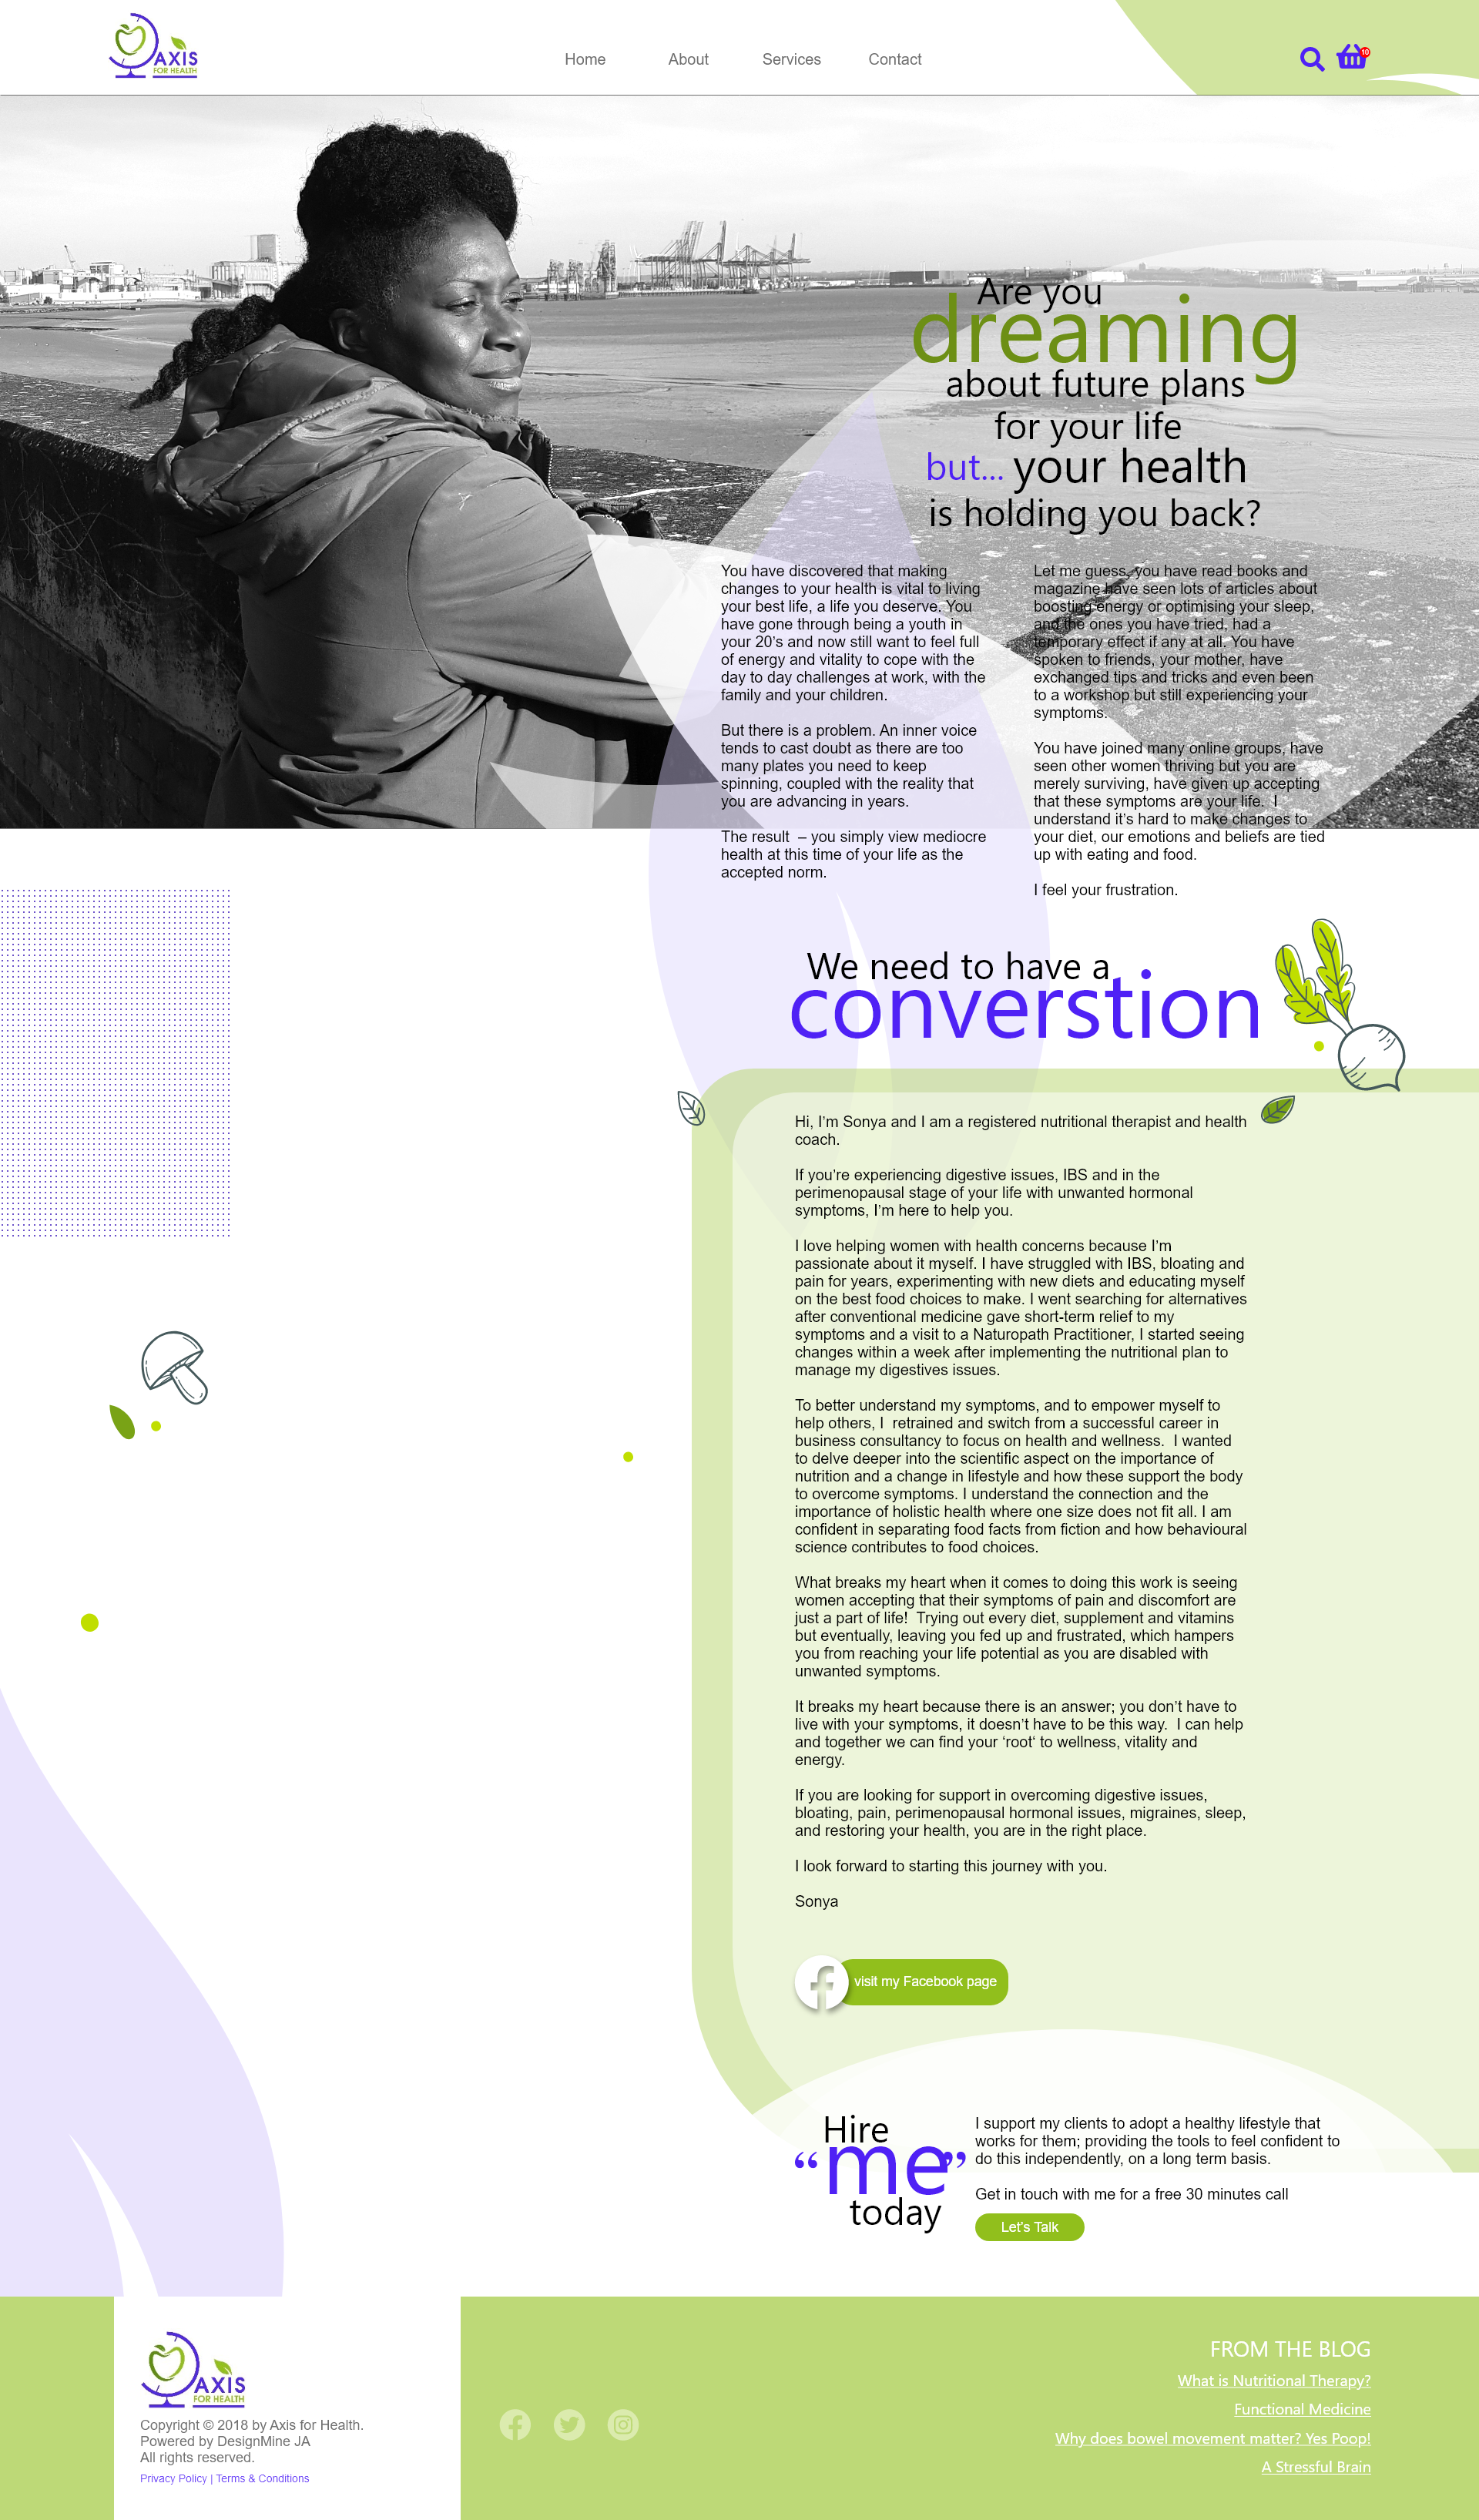 AXIS
FOR HEALTH
Home
About
Services
Contact
10
Are you
dreaming
about future plans
for your life
but... your health
is holding you back?
You have discovered that making
changes to your health is vital to living
your best life, a life you deserve. You
have gone through being a youth in
your 20’s and now still want to feel full
of energy and vitality to cope with the
day to day challenges at work, with the
family and your children.
But there is a problem. An inner voice
tends to cast doubt as there are too
many plates you need to keep
spinning, coupled with the reality that
you are advancing in years.
The result – you simply view mediocre
health at this time of your life as the
accepted norm.
Let me guess, you have read books and
magazine have seen lots of articles about
boosting energy or optimising your sleep,
and the ones you have tried, had a
temporary effect if any at all. You have
spoken to friends, your mother, have
exchanged tips and tricks and even been
to a workshop but still experiencing your
symptoms.
You have joined many online groups, have
seen other women thriving but you are
merely surviving, have given up accepting
that these symptoms are your life. I
understand it’s hard to make changes to
your diet, our emotions and beliefs are tied
up with eating and food.
I feel your frustration.
We need to have a
converstion
Hi, I’m Sonya and I am a registered nutritional therapist and health
coach.
If you’re experiencing digestive issues, IBS and in the
perimenopausal stage of your life with unwanted hormonal
symptoms, I’m here to help you.
I love helping women with health concerns because I’m
passionate about it myself. I have struggled with IBS, bloating and
pain for years, experimenting with new diets and educating myself
on the best food choices to make. I went searching for alternatives
after conventional medicine gave short-term relief to my
symptoms and a visit to a Naturopath Practitioner, I started seeing
changes within a week after implementing the nutritional plan to
manage my digestives issues.
To better understand my symptoms, and to empower myself to
help others, I retrained and switch from a successful career in
business consultancy to focus on health and wellness. I wanted
to delve deeper into the scientific aspect on the importance of
nutrition and a change in lifestyle and how these support the body
to overcome symptoms. I understand the connection and the
importance of holistic health where one size does not fit all. I am
confident in separating food facts from fiction and how behavioural
science contributes to food choices.
What breaks my heart when it comes to doing this work is seeing
women accepting that their symptoms of pain and discomfort are
just a part of life! Trying out every diet, supplement and vitamins
but eventually, leaving you fed up and frustrated, which hampers
you from reaching your life potential as you are disabled with
unwanted symptoms.
It breaks my heart because there is an answer; you don’t have to
live with your symptoms, it doesn’t have to be this way. I can help
and together we can find your ‘root‘ to wellness, vitality and
energy.
If you are looking for support in overcoming digestive issues,
bloating, pain, perimenopausal hormonal issues, migraines, sleep,
and restoring your health, you are in the right place.
I look forward to starting this journey with you.
Sonya
visit my Facebook page
Hire
“me”
today
I support my clients to adopt a healthy lifestyle that
works for them; providing the tools to feel confident to
do this independently, on a long term basis.
Get in touch with me for a free 30 minutes call
Let’s Talk
AXIS
FOR HEALTH
Copyright © 2018 by Axis for Health.
Powered by DesignMine JA
All rights reserved.
Privacy Policy | Terms & Conditions
FROM THE BLOG
What is Nutritional Therapy?
Functional Medicine
Why does bowel movement matter? Yes Poop!
A Stressful Brain